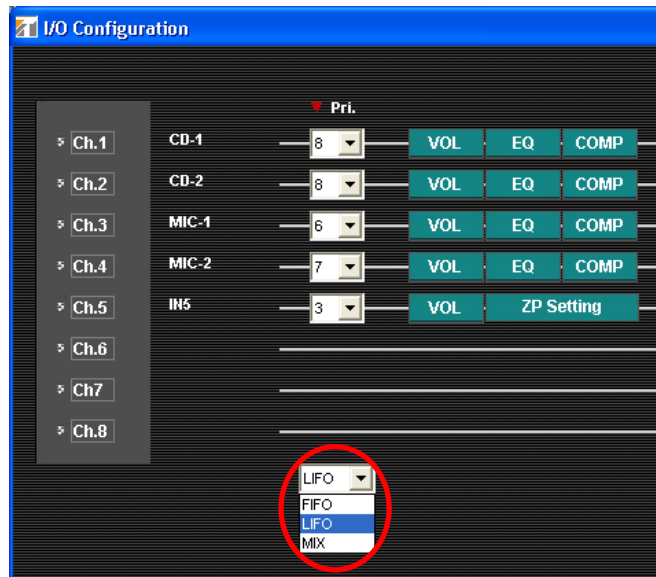 I/O Configuration
Pri.
Ch.1 CD-1 8 VOL EQ COMP
Ch.2 CD-2 8 VOL EQ COMP
Ch.3 MIC-1 6 VOL EQ COMP
Ch.4 MIC-2 7 VOL EQ COMP
Ch.5 IN5 3 VOL ZP Setting
Ch.6
Ch7
Ch.8
LIFO
FIFO
LIFO
MIX